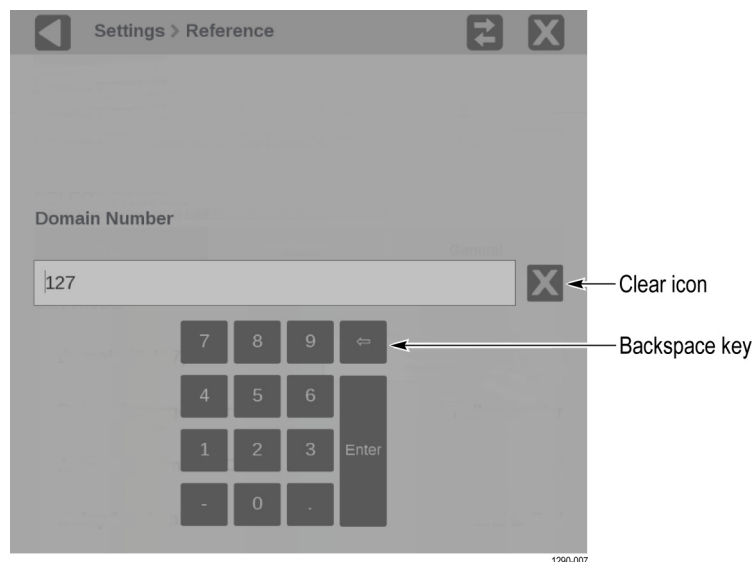 Settings > Reference
Domain Number
127
Clear icon
7 8 9 ⇦
Backspace key
4 5 6
1 2 3 Enter
- 0 .
1290-007